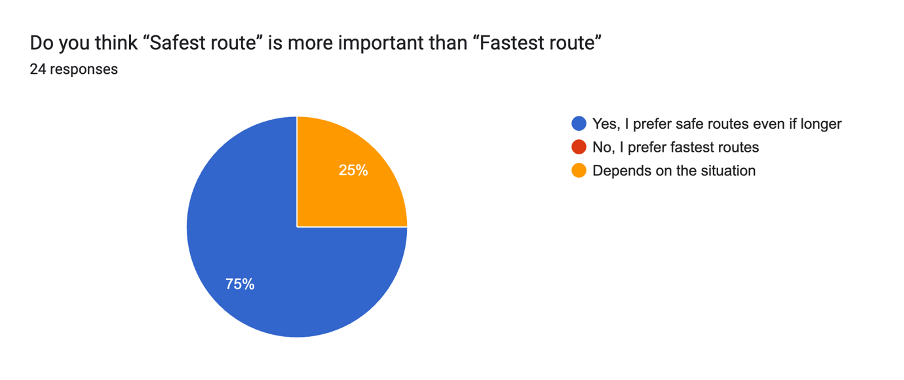 Do you think “Safest route” is more important than “Fastest route”
24 responses
Yes, I prefer safe routes even if longer
No, I prefer fastest routes
Depends on the situation
25%
75%